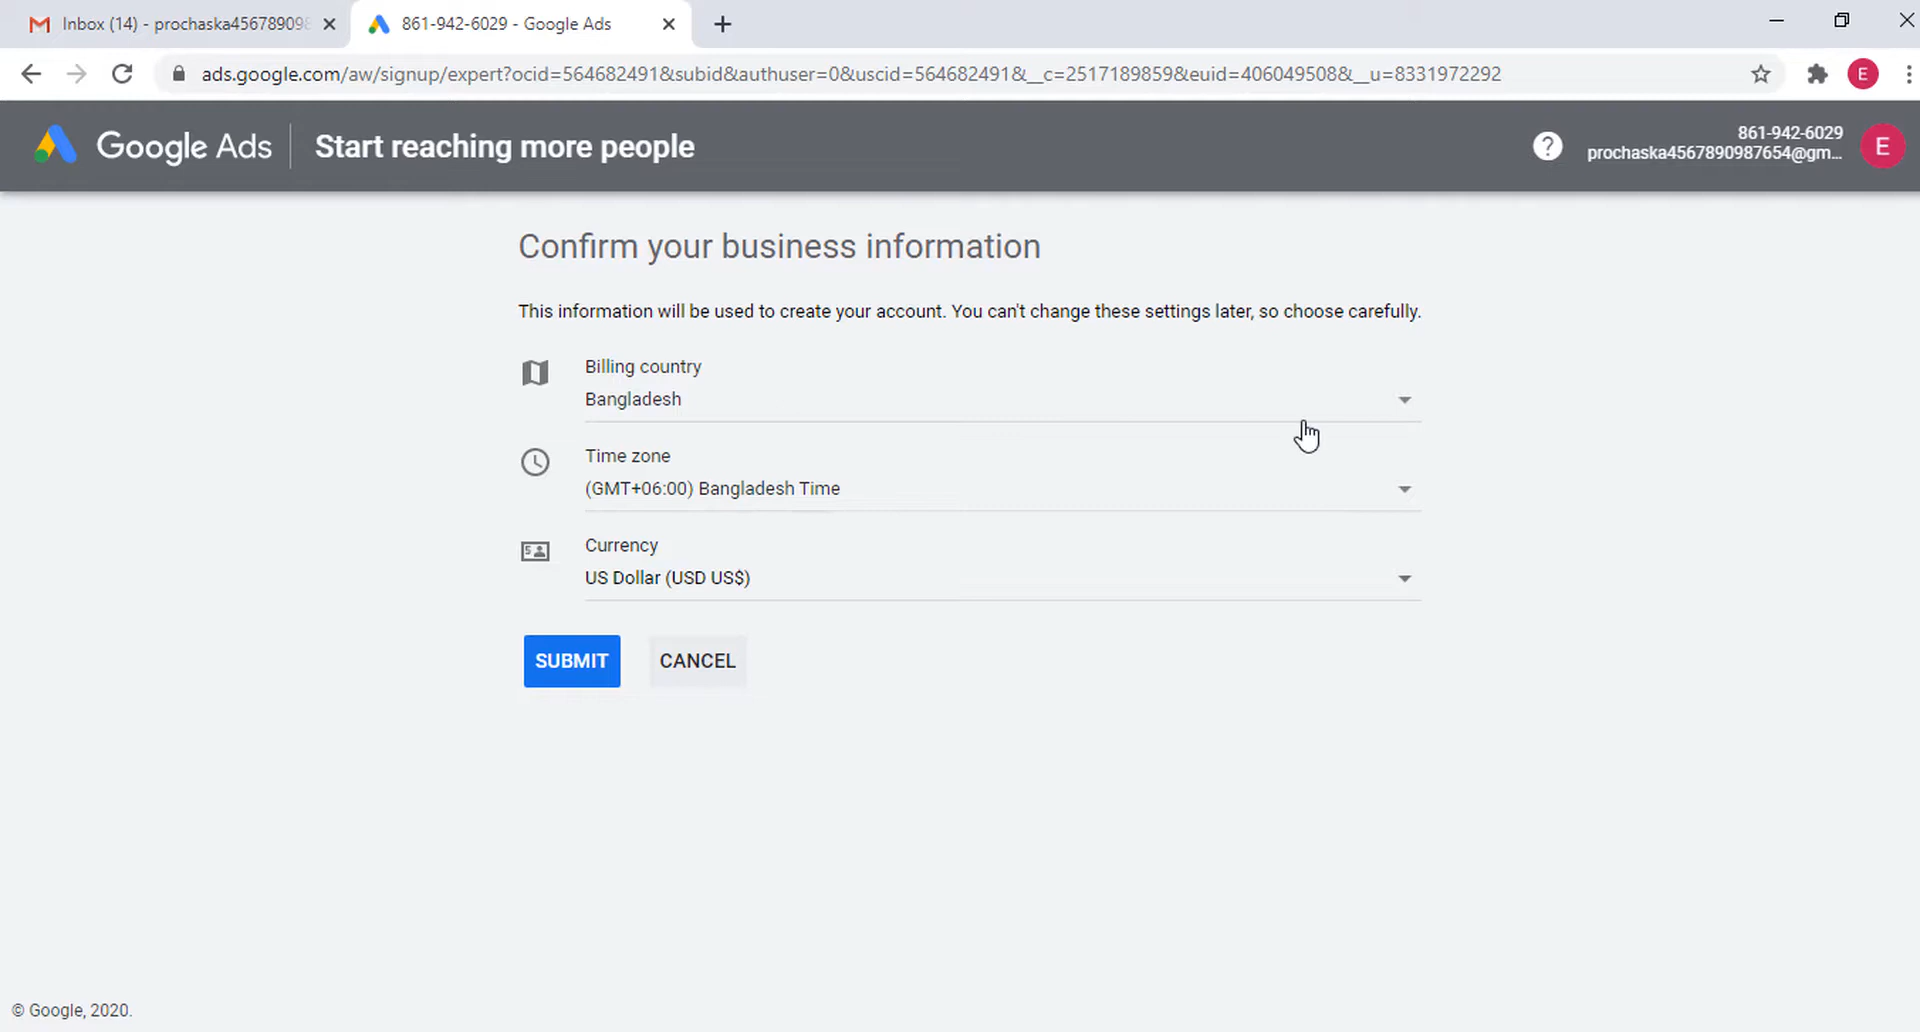 Inbox (14) - prochaska456789098
861-942-6029 - Google Ads
ads.google.com/aw/signup/expert?ocid=564682491&subid&authuser=0&uscid=564682491&__c=2517189859&euid=406049508&__u=8331972292
E
Google Ads
Start reaching more people
?
861-942-6029
prochaska4567890987654@gm...
E
Confirm your business information
This information will be used to create your account. You can't change these settings later, so choose carefully.
Billing country
Bangladesh
Time zone
(GMT+06:00) Bangladesh Time
Currency
US Dollar (USD US$)
SUBMIT
CANCEL
© Google, 2020.